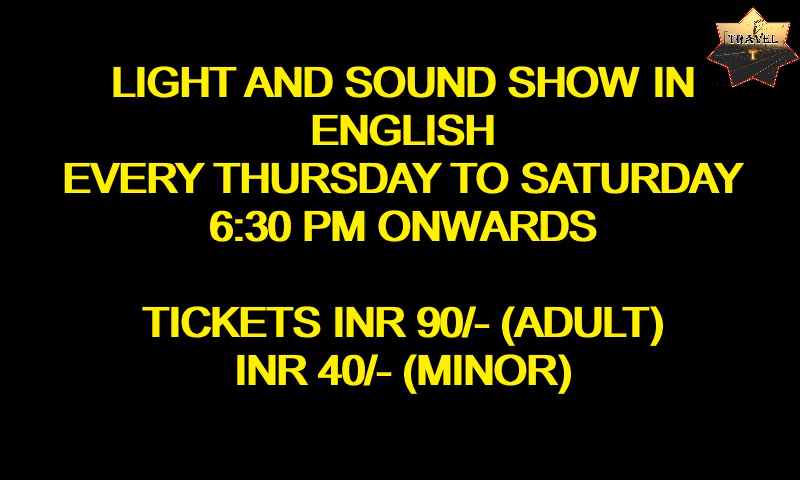 TRAVEL
T
LIGHT AND SOUND SHOW IN
ENGLISH
EVERY THURSDAY TO SATURDAY
6:30 PM ONWARDS
TICKETS INR 90/- (ADULT)
INR 40/- (MINOR)